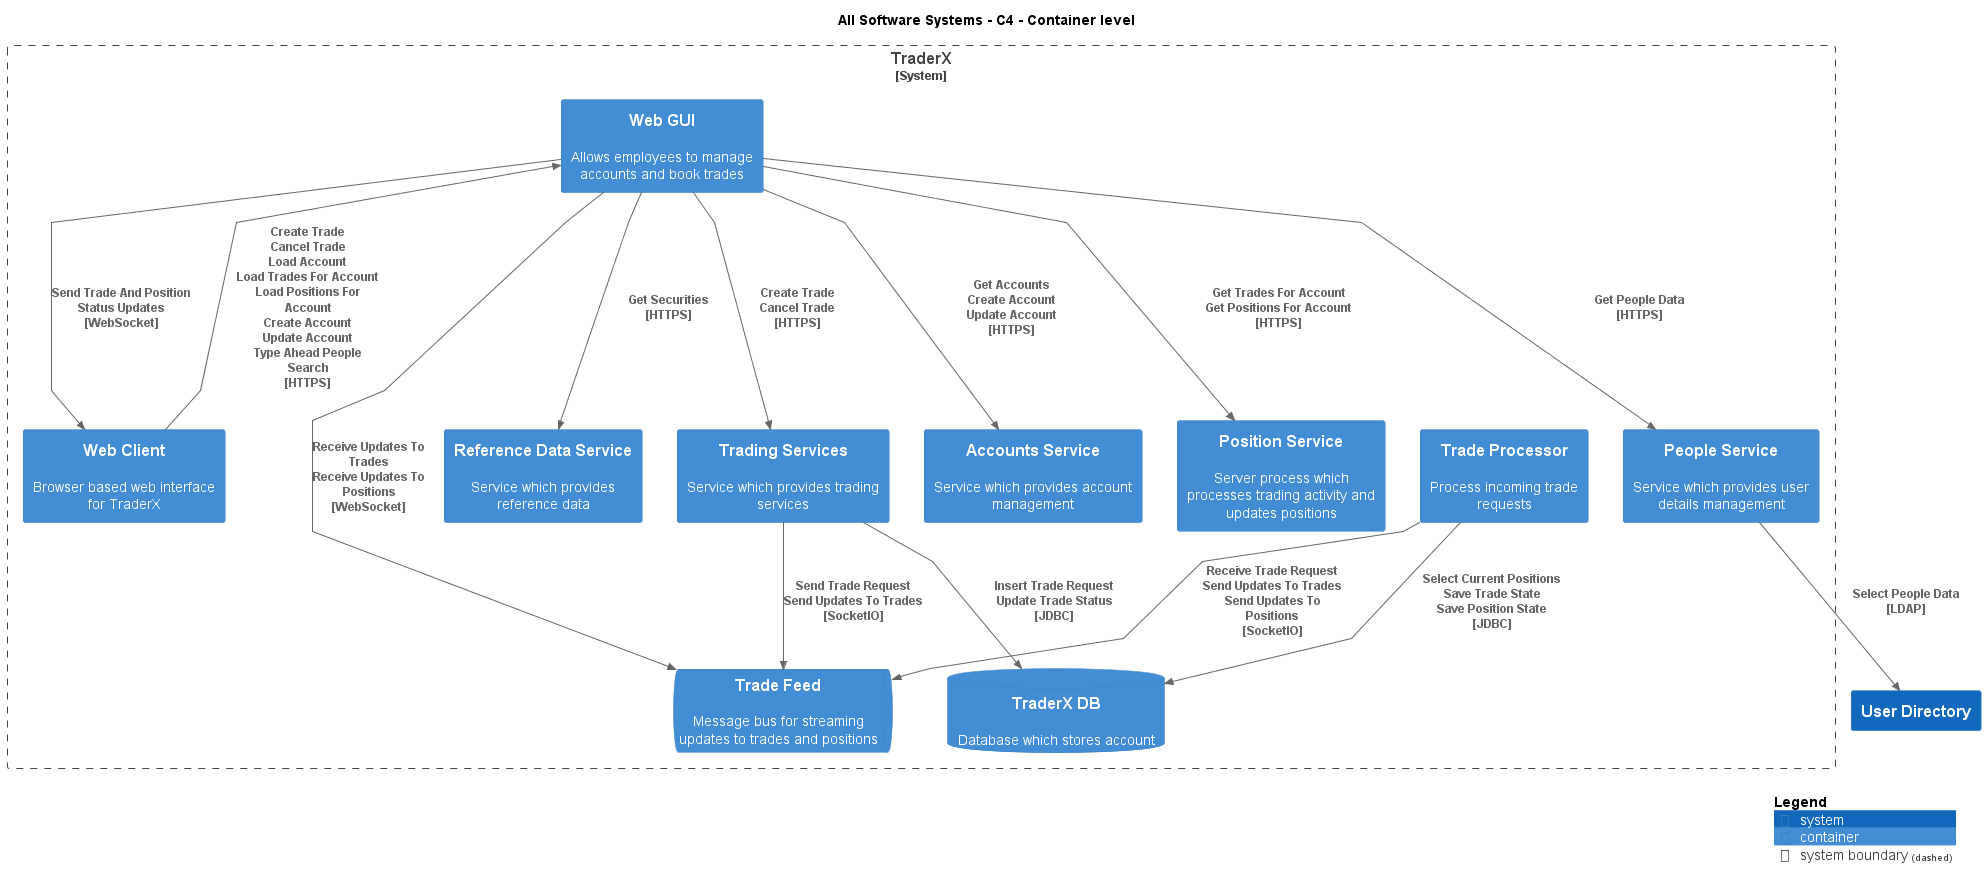 All Software Systems - C4 - Container level
TraderX
[System]
Web GUI
Allows employees to manage
accounts and book trades
Send Trade And Position
Status Updates
[WebSocket]
Create Trade
Cancel Trade
Load Account
Load Trades For Account
Load Positions For
Account
Create Account
Update Account
Type Ahead People
Search
[HTTPS]
Get Securities
[HTTPS]
Create Trade
Cancel Trade
[HTTPS]
Get Accounts
Create Account
Update Account
[HTTPS]
Get Trades For Account
Get Positions For Account
[HTTPS]
Get People Data
[HTTPS]
Web Client
Browser based web interface
for TraderX
Receive Updates To
Trades
Receive Updates To
Positions
[WebSocket]
Reference Data Service
Service which provides
reference data
Trading Services
Service which provides trading
services
Accounts Service
Service which provides account
management
Position Service
Server process which
processes trading activity and
updates positions
Trade Processor
Process incoming trade
requests
People Service
Service which provides user
details management
Send Trade Request
Send Updates To Trades
[SocketIO]
Insert Trade Request
Update Trade Status
[JDBC]
Receive Trade Request
Send Updates To Trades
Send Updates To
Positions
[SocketIO]
Select Current Positions
Save Trade State
Save Position State
[JDBC]
Select People Data
[LDAP]
Trade Feed
Message bus for streaming
updates to trades and positions
TraderX DB
Database which stores account
User Directory
Legend
system
container
system boundary (dashed)